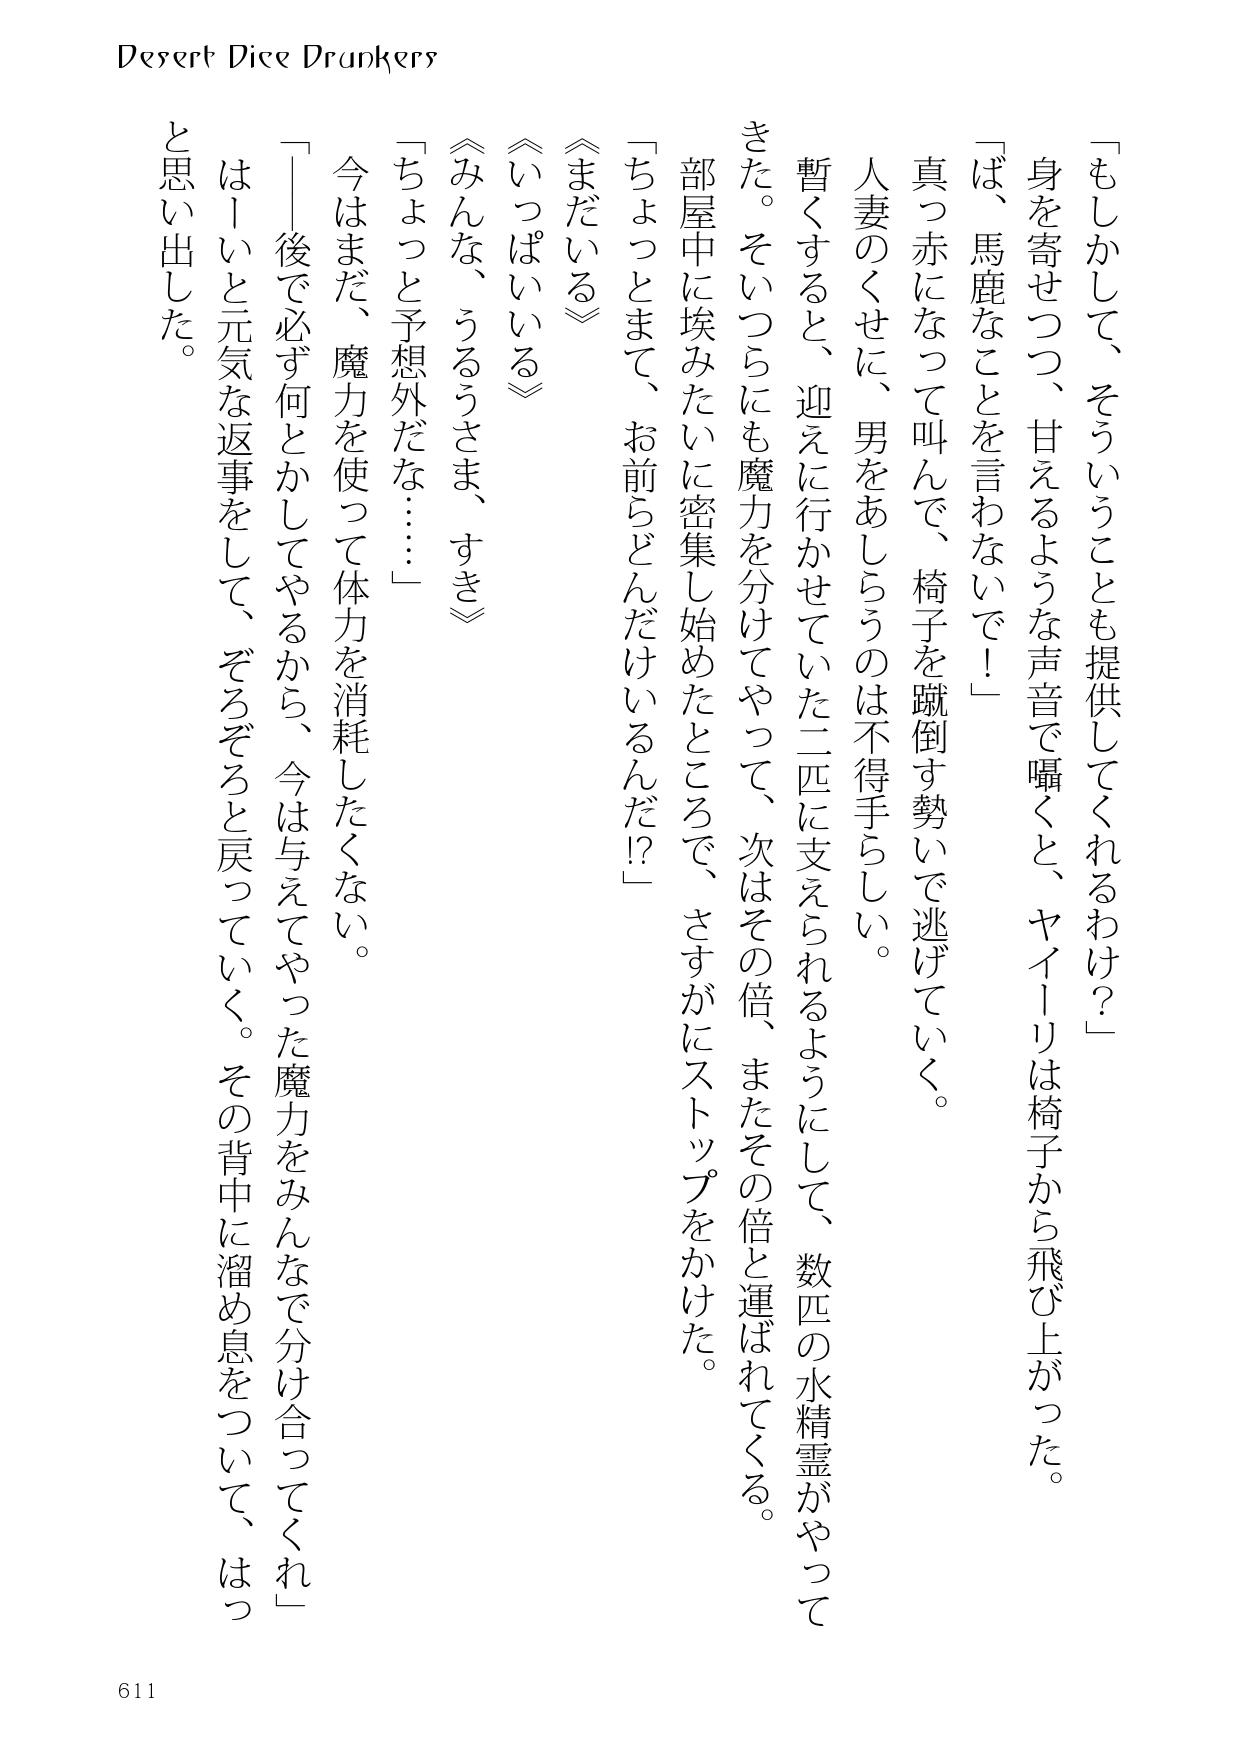 Desert Dice Drunkers
「もしかして、そういうことも提供してくれるわけ？」
身を寄せつつ、甘えるような声音で囁くと、ヤイーリは椅子から飛び上がった。
「ば、馬鹿なことを言わないで！」
真っ赤になって叫んで、椅子を蹴倒す勢いで逃げていく。
人妻のくせに、男をあしらうのは不得手らしい。
暫くすると、迎えに行かせていた二匹に支えられるようにして、数匹の水精霊がやって
きた。そいつらにも魔力を分けてやって、次はその倍、またその倍と運ばれてくる。
部屋中に埃みたいに密集し始めたところで、さすがにストップをかけた。
「ちょっとまて、お前らどんだけいるんだ!?」
《まだいる》
《いっぱいいる》
《みんな、うるうさま、すき》
「ちょっと予想外だな……」
今はまだ、魔力を使って体力を消耗したくない。
「――後で必ず何とかしてやるから、今は与えてやった魔力をみんなで分け合ってくれ」
はーいと元気な返事をして、ぞろぞろと戻っていく。その背中に溜め息をついて、はっ
と思い出した。
611